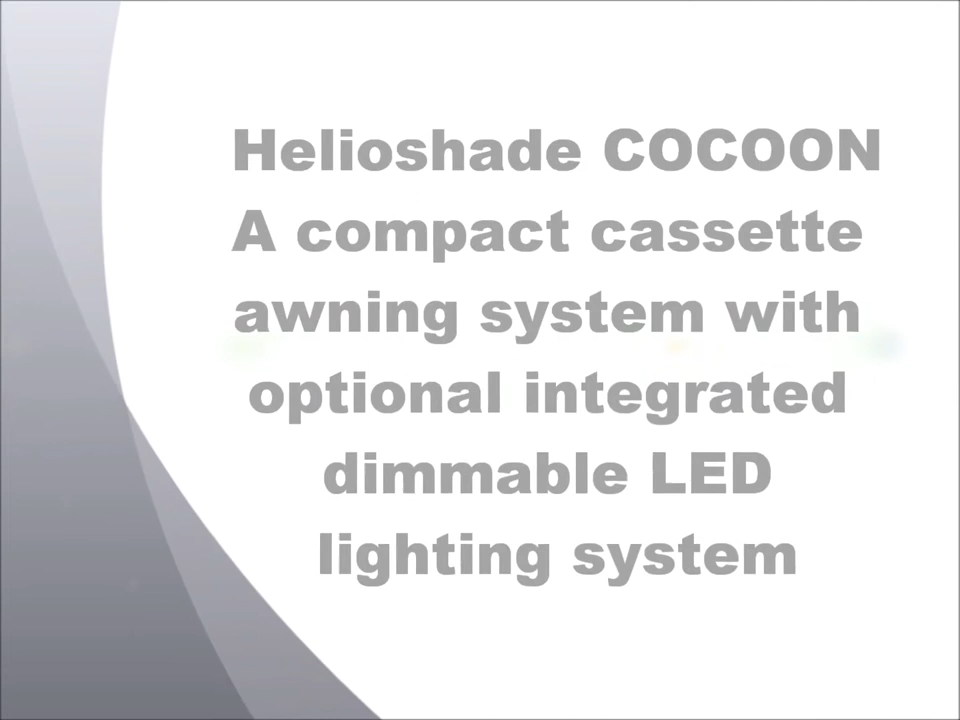 Helioshade COCOON
A compact cassette
awning system with
optional integrated
dimmable LED
lighting system